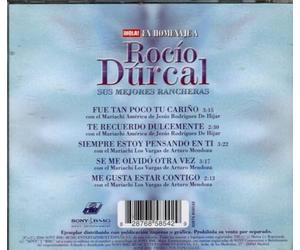 ¡HOLA! EN HOMENAJE A
Rocío
Dúrcal
SUS MEJORES RANCHERAS
FUE TAN POCO TU CARIÑO 3:15
con el Mariachi América de Jesús Rodríguez De Híjar
TE RECUERDO DULCEMENTE 2:30
con el Mariachi América de Jesús Rodríguez De Híjar
SIEMPRE ESTOY PENSANDO EN TI
con el Mariachi Los Vargas de Arturo Mendoza
SE ME OLVIDÓ OTRA VEZ 3:17
con el Mariachi Los Vargas de Arturo Mendoza
ME GUSTA ESTAR CONTIGO 2:13
con el Mariachi Los Vargas de Arturo Mendoza
SONY BMG
28768 58542
Ejemplar distribuido con publicación impresa o gráfica. Prohibida su venta por separado.